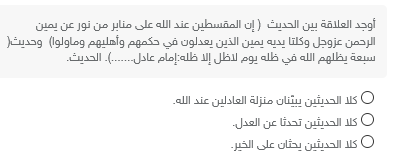 أوجد العلاقة بين الحديث ( إن المقسطين عند الله على منابر من نور عن يمين
الرحمن عزوجل وكلتا يديه يمين الذين يعدلون في حكمهم وأهليهم وماولوا) وحديث(
سبعة يظلهم الله في ظله يوم لاظل إلا ظله:إمام عادل.......). الحديث.
كلا الحديثين يبيّنان منزلة العادلين عند الله.
كلا الحديثين تحدثا عن العدل.
كلا الحديثين يحثان على الخير.